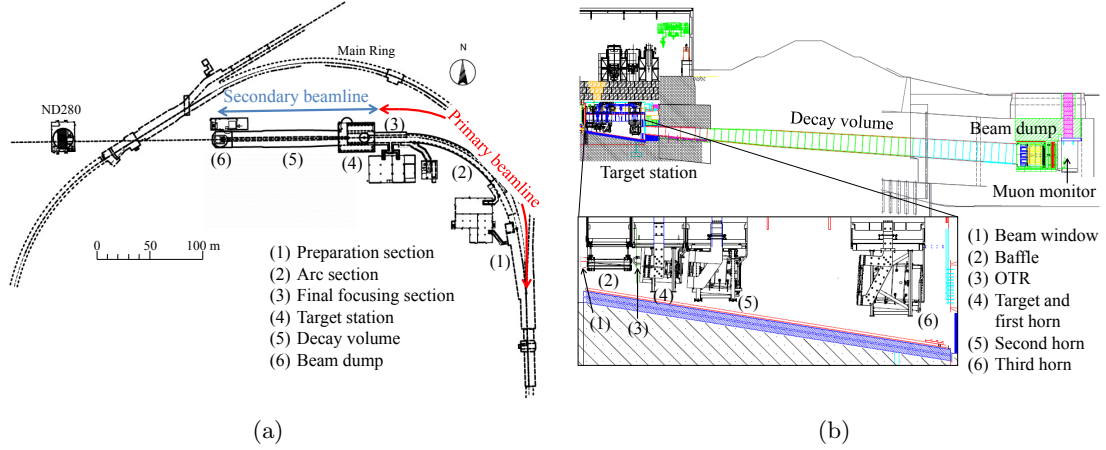 Main Ring
N
ND280
Secondary beamline
Primary beamline
(3)
(6)
(5)
(4)
(2)
(1)
0 50 100 m
(1) Preparation section
(2) Arc section
(3) Final focusing section
(4) Target station
(5) Decay volume
(6) Beam dump
(a)
Decay volume
Beam dump
Target station
Muon monitor
(2)
(4)
(5)
(6)
(1)
(3)
(1) Beam window
(2) Baffle
(3) OTR
(4) Target and
first horn
(5) Second horn
(6) Third horn
(b)